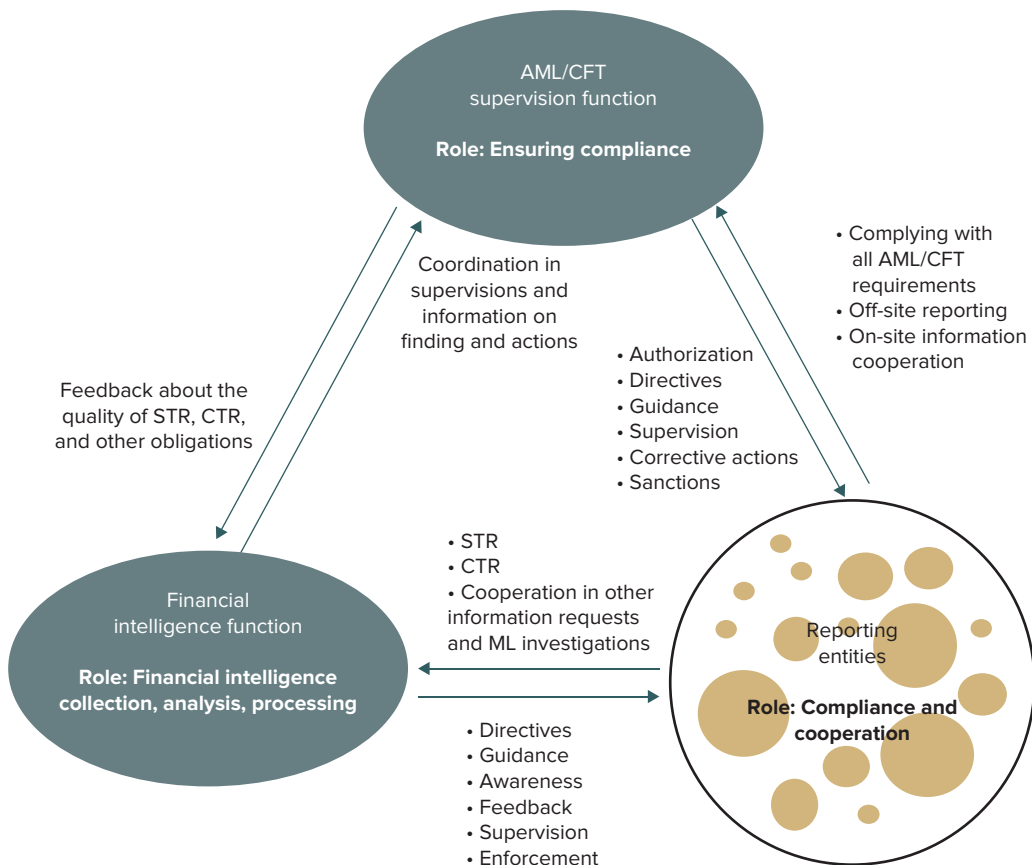 AML/CFT
supervision function
Role: Ensuring compliance
• Complying with
all AML/CFT
requirements
• Off-site reporting
• On-site information
cooperation
Coordination in
supervisions and
information on
finding and actions
• Authorization
• Directives
• Guidance
• Supervision
• Corrective actions
• Sanctions
Feedback about the
quality of STR, CTR,
and other obligations
• STR
• CTR
• Cooperation in other
information requests
and ML investigations
Financial
intelligence function
Role: Financial intelligence
collection, analysis, processing
Reporting
entities
Role: Compliance and
cooperation
• Directives
• Guidance
• Awareness
• Feedback
• Supervision
• Enforcement